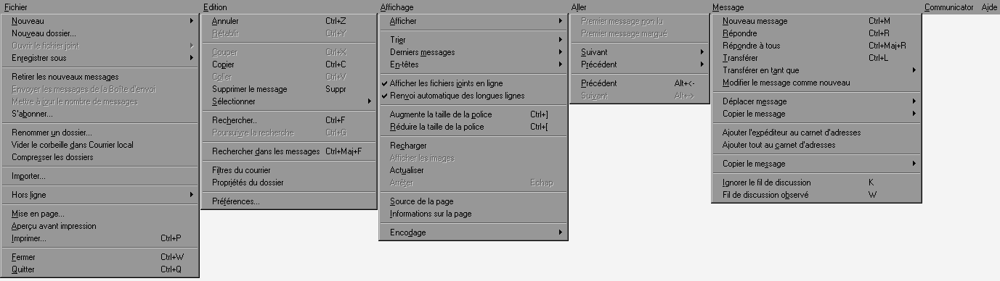 Fichier Edition Affichage Aller Message Communicator Aide
Nouveau
Nouveau dossier...
Ouvrir le fichier joint
Enregistrer sous
Retirer les nouveaux messages
Envoyer les messages de la Boîte d'envoi
Mettre à jour le nombre de messages
S'abonner...
Renommer un dossier...
Vider le corbeille dans Courrier local
Compresser les dossiers
Importer...
Hors ligne
Mise en page...
Aperçu avant impression
Imprimer... Ctrl+P
Fermer Ctrl+W
Quitter Ctrl+Q
Annuler Ctrl+Z
Rétablir Ctrl+Y
Couper Ctrl+X
Copier Ctrl+C
Coller Ctrl+V
Supprimer le message Suppr
Sélectionner
Rechercher.. Ctrl+F
Poursuivre la recherche Ctrl+G
Rechercher dans les messages Ctrl+Maj+F
Filtres du courrier
Propriétés du dossier
Préférences...
Afficher
Trier
Derniers messages
En-têtes
Afficher les fichiers joints en ligne
Renvoi automatique des longues lignes
Augmente la taille de la police Ctrl+]
Réduire la taille de la police Ctrl+[
Recharger
Afficher les images
Actualiser
Arrêter Echap
Source de la page
Informations sur la page
Encodage
Premier message non lu
Premier message marqué
Suivant
Précédent
Précédent Alt+<-
Suivant Alt+->
Nouveau message Ctrl+M
Répondre Ctrl+R
Répondre à tous Ctrl+Maj+R
Transférer Ctrl+L
Transférer en tant que
Modifier le message comme nouveau
Déplacer message
Copier le message
Ajouter l'expéditeur au carnet d'adresses
Ajouter tout au carnet d'adresses
Copier le message
Ignorer le fil de discussion K
Fil de discussion observé W